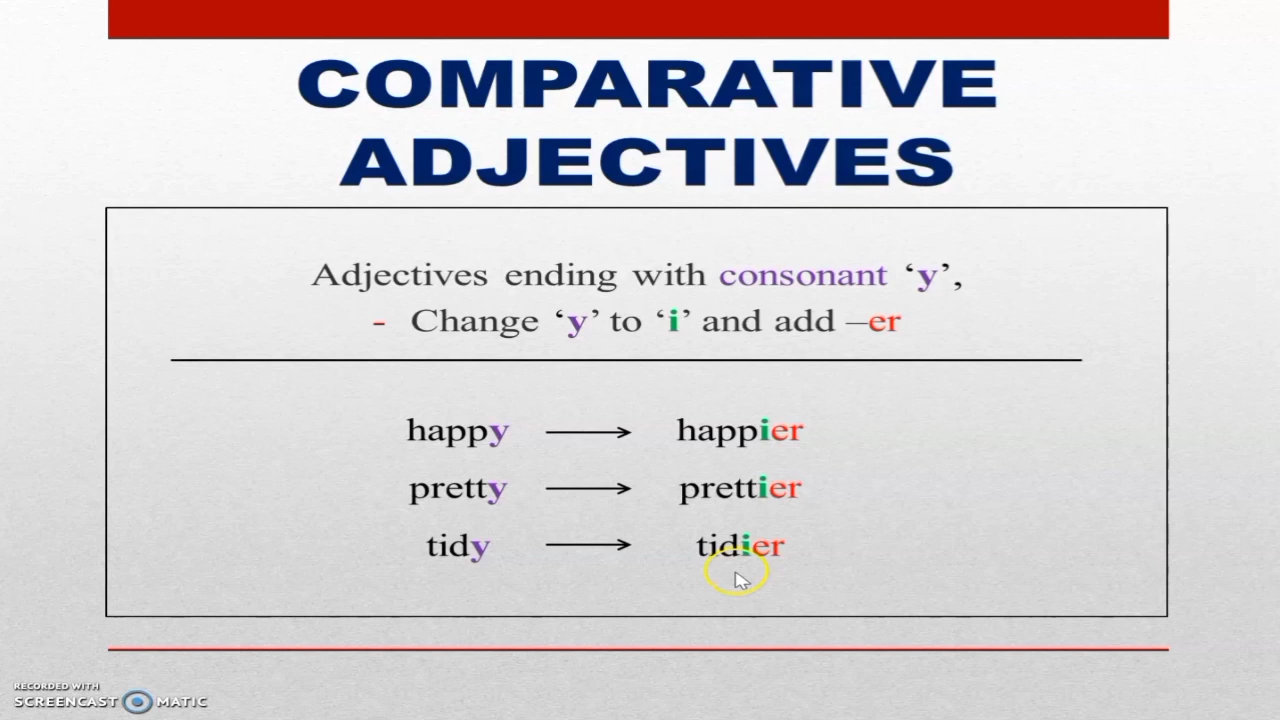 COMPARATIVE
ADJECTIVES
Adjectives ending with consonant ‘y’,
- Change ‘y’ to ‘i’ and add –er
happy → happier
pretty → prettier
tidy → tidier
RECORDED WITH
SCREENCAST MATIC